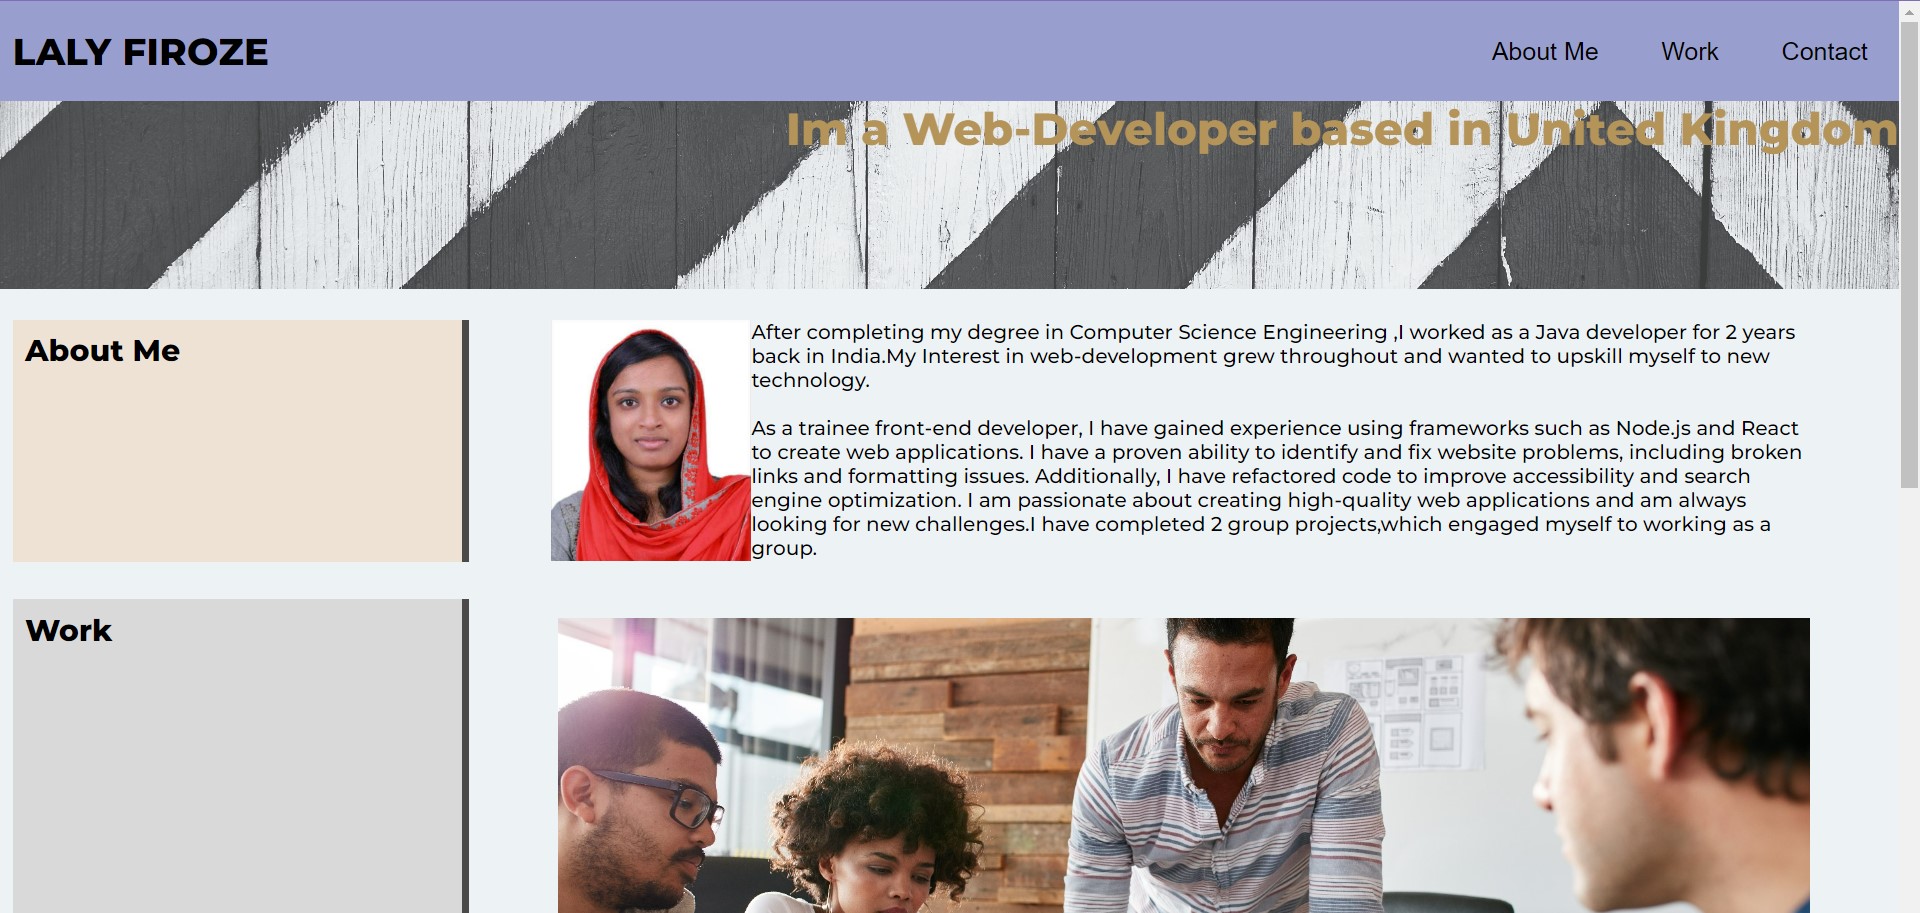 LALY FIROZE
About Me
Work
Contact
Im a Web-Developer based in United Kingdom
About Me
After completing my degree in Computer Science Engineering ,I worked as a Java developer for 2 years
back in India.My Interest in web-development grew throughout and wanted to upskill myself to new
technology.
As a trainee front-end developer, I have gained experience using frameworks such as Node.js and React
to create web applications. I have a proven ability to identify and fix website problems, including broken
links and formatting issues. Additionally, I have refactored code to improve accessibility and search
engine optimization. I am passionate about creating high-quality web applications and am always
looking for new challenges.I have completed 2 group projects,which engaged myself to working as a
group.
Work